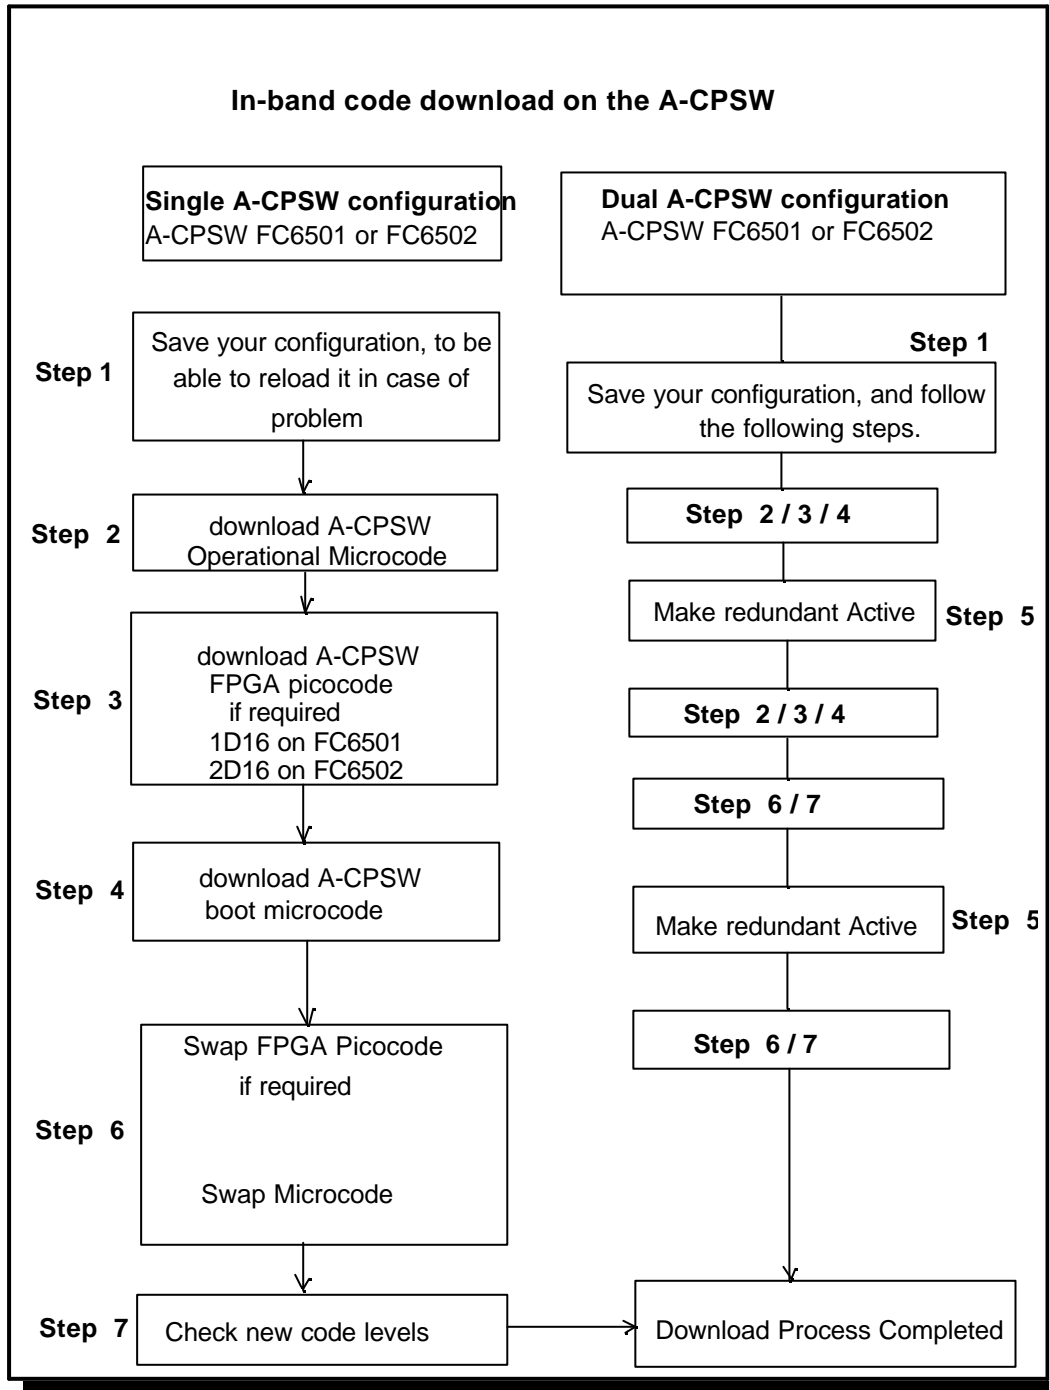 In-band code download on the A-CPSW
Single A-CPSW configuration
A-CPSW FC6501 or FC6502
Step 1
Save your configuration, to be
able to reload it in case of
problem
Step 2
download A-CPSW
Operational Microcode
Step 3
download A-CPSW
FPGA picocode
if required
1D16 on FC6501
2D16 on FC6502
Step 4
download A-CPSW
boot microcode
Step 6
Swap FPGA Picocode
if required
Swap Microcode
Step 7
Check new code levels
Dual A-CPSW configuration
A-CPSW FC6501 or FC6502
Step 1
Save your configuration, and follow
the following steps.
Step 2 / 3 / 4
Make redundant Active
Step 5
Step 2 / 3 / 4
Step 6 / 7
Make redundant Active
Step 5
Step 6 / 7
Download Process Completed